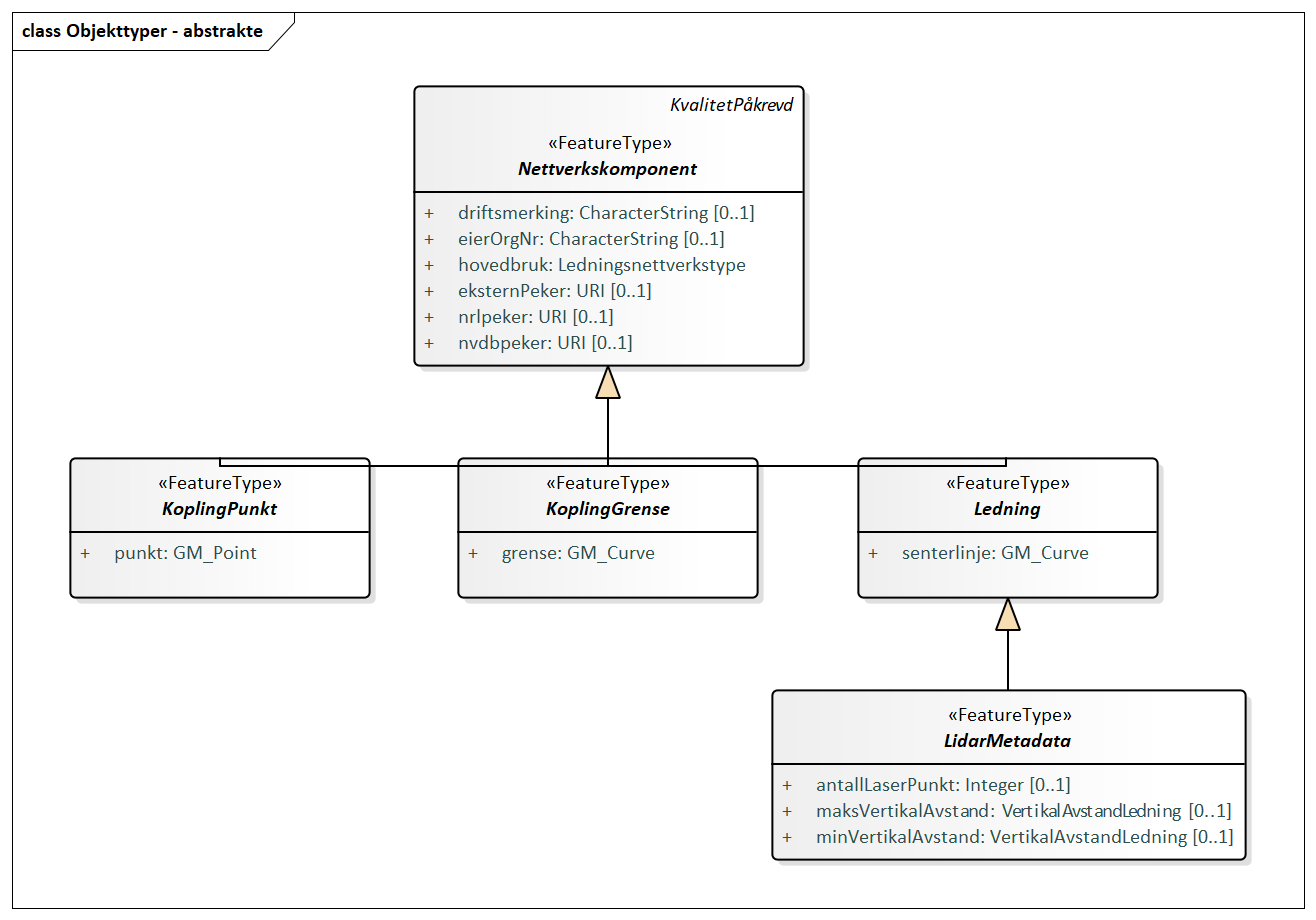 class Objekttyper - abstrakte
KvalitetPåkrevd
«FeatureType»
Nettverkskomponent
+ driftsmerking: CharacterString [0..1]
+ eierOrgNr: CharacterString [0..1]
+ hovedbruk: Ledningsnettverkstype
+ eksternPeker: URI [0..1]
+ nrlpeker: URI [0..1]
+ nvdbpeker: URI [0..1]
«FeatureType»
KoplingPunkt
+ punkt: GM_Point
«FeatureType»
KoplingGrense
+ grense: GM_Curve
«FeatureType»
Ledning
+ senterlinje: GM_Curve
«FeatureType»
LidarMetadata
+ antallLaserPunkt: Integer [0..1]
+ maksVertikalAvstand: VertikalAvstandLedning [0..1]
+ minVertikalAvstand: VertikalAvstandLedning [0..1]